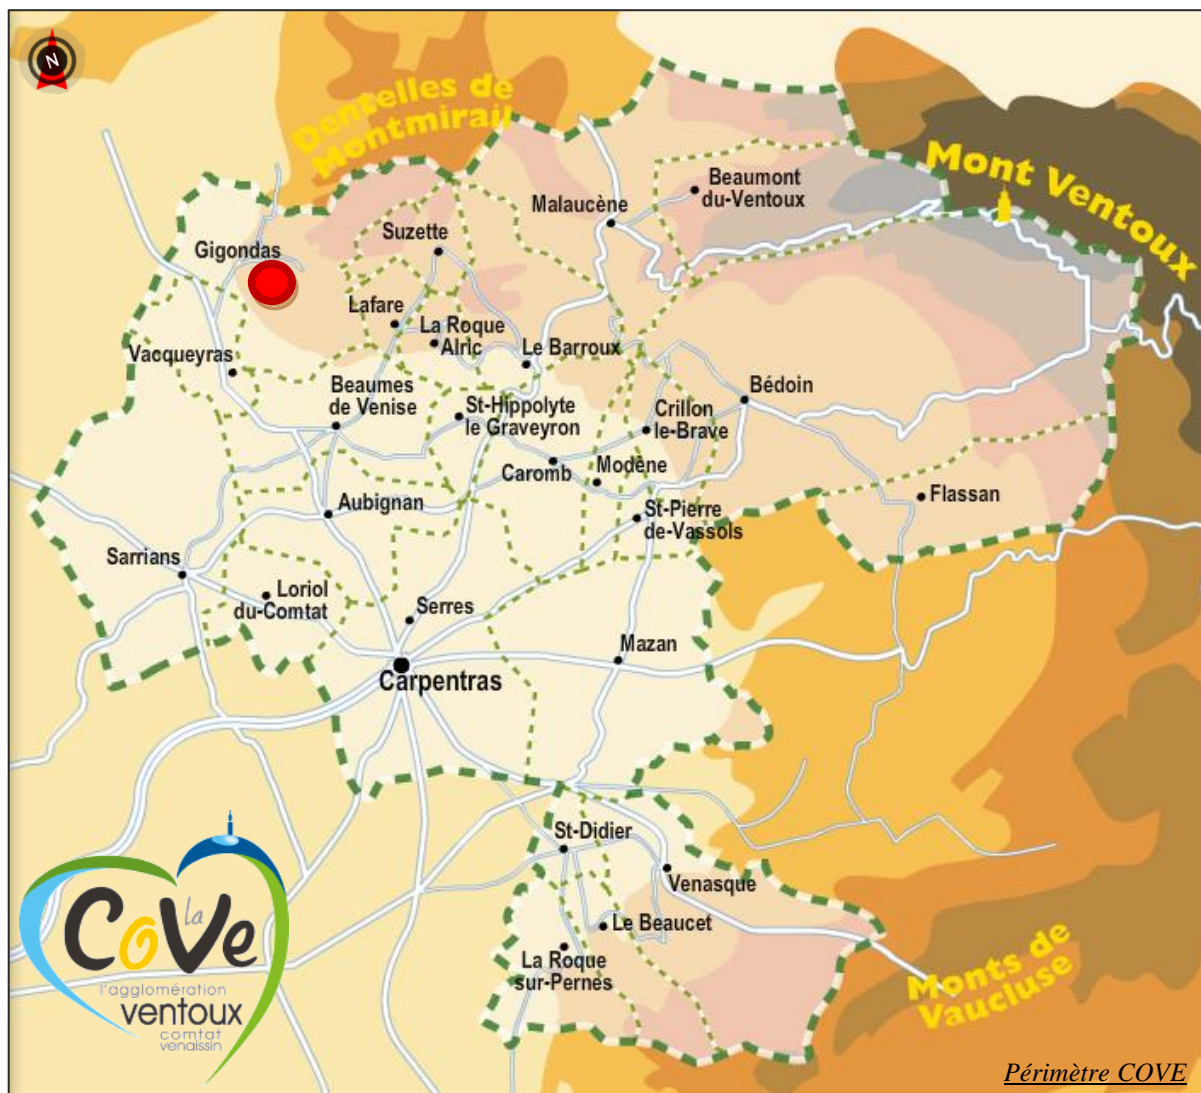 N
Dentelles de
Montmirail
Mont Ventoux
Beaumont
du-Ventoux
Malaucène
Suzette
Gigondas
Lafare
La Roque
Alric
Le Barroux
Vacqueyras
Beaumes
de Venise
St-Hippolyte
le Graveyron
Bédoin
Crillon
le-Brave
Caromb
Modène
Flassan
Aubignan
St-Pierre
de-Vassols
Sarrians
Loriol
du-Comtat
Serres
Mazan
Carpentras
St-Didier
Venasque
Le Beaucet
La Roque
sur-Pernes
Monts de
Vaucluse
la
CoVe
l'agglomération
ventoux
comtat
venaissin
Périmètre COVE